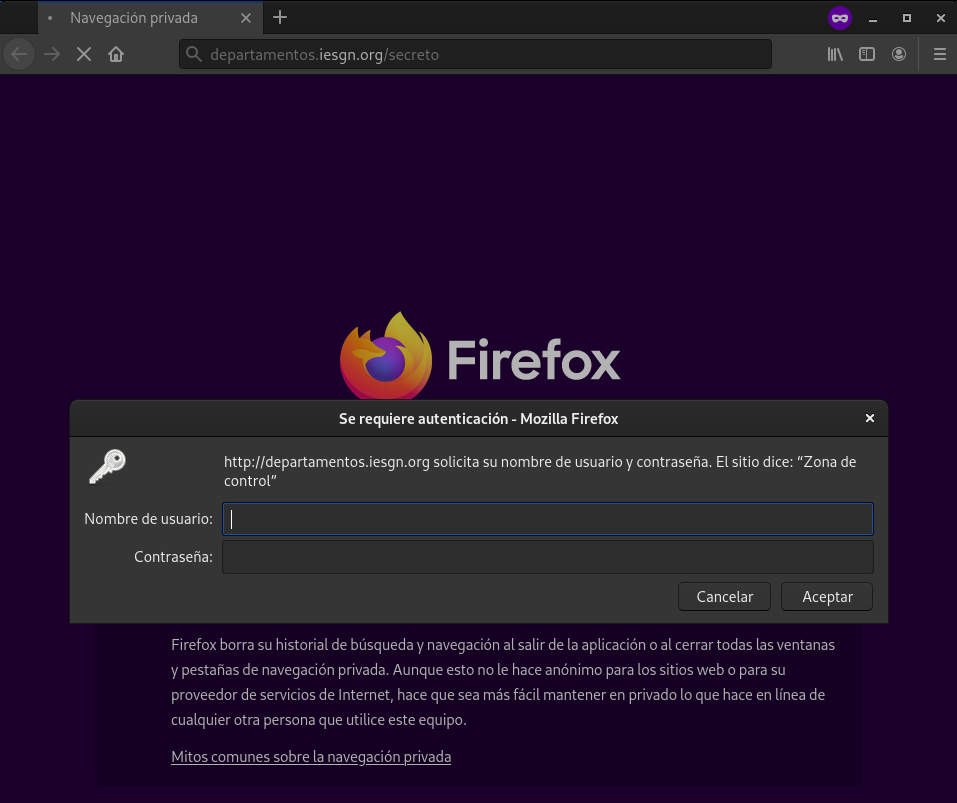 Navegación privada
departamentos.iesgn.org/secreto
Firefox
Se requiere autenticación - Mozilla Firefox
http://departamentos.iesgn.org solicita su nombre de usuario y contraseña. El sitio dice: “Zona de
control”
Nombre de usuario:
Contraseña:
Cancelar
Aceptar
Firefox borra su historial de búsqueda y navegación al salir de la aplicación o al cerrar todas las ventanas
y pestañas de navegación privada. Aunque esto no le hace anónimo para los sitios web o para su
proveedor de servicios de Internet, hace que sea más fácil mantener en privado lo que hace en línea de
cualquier otra persona que utilice este equipo.
Mitos comunes sobre la navegación privada